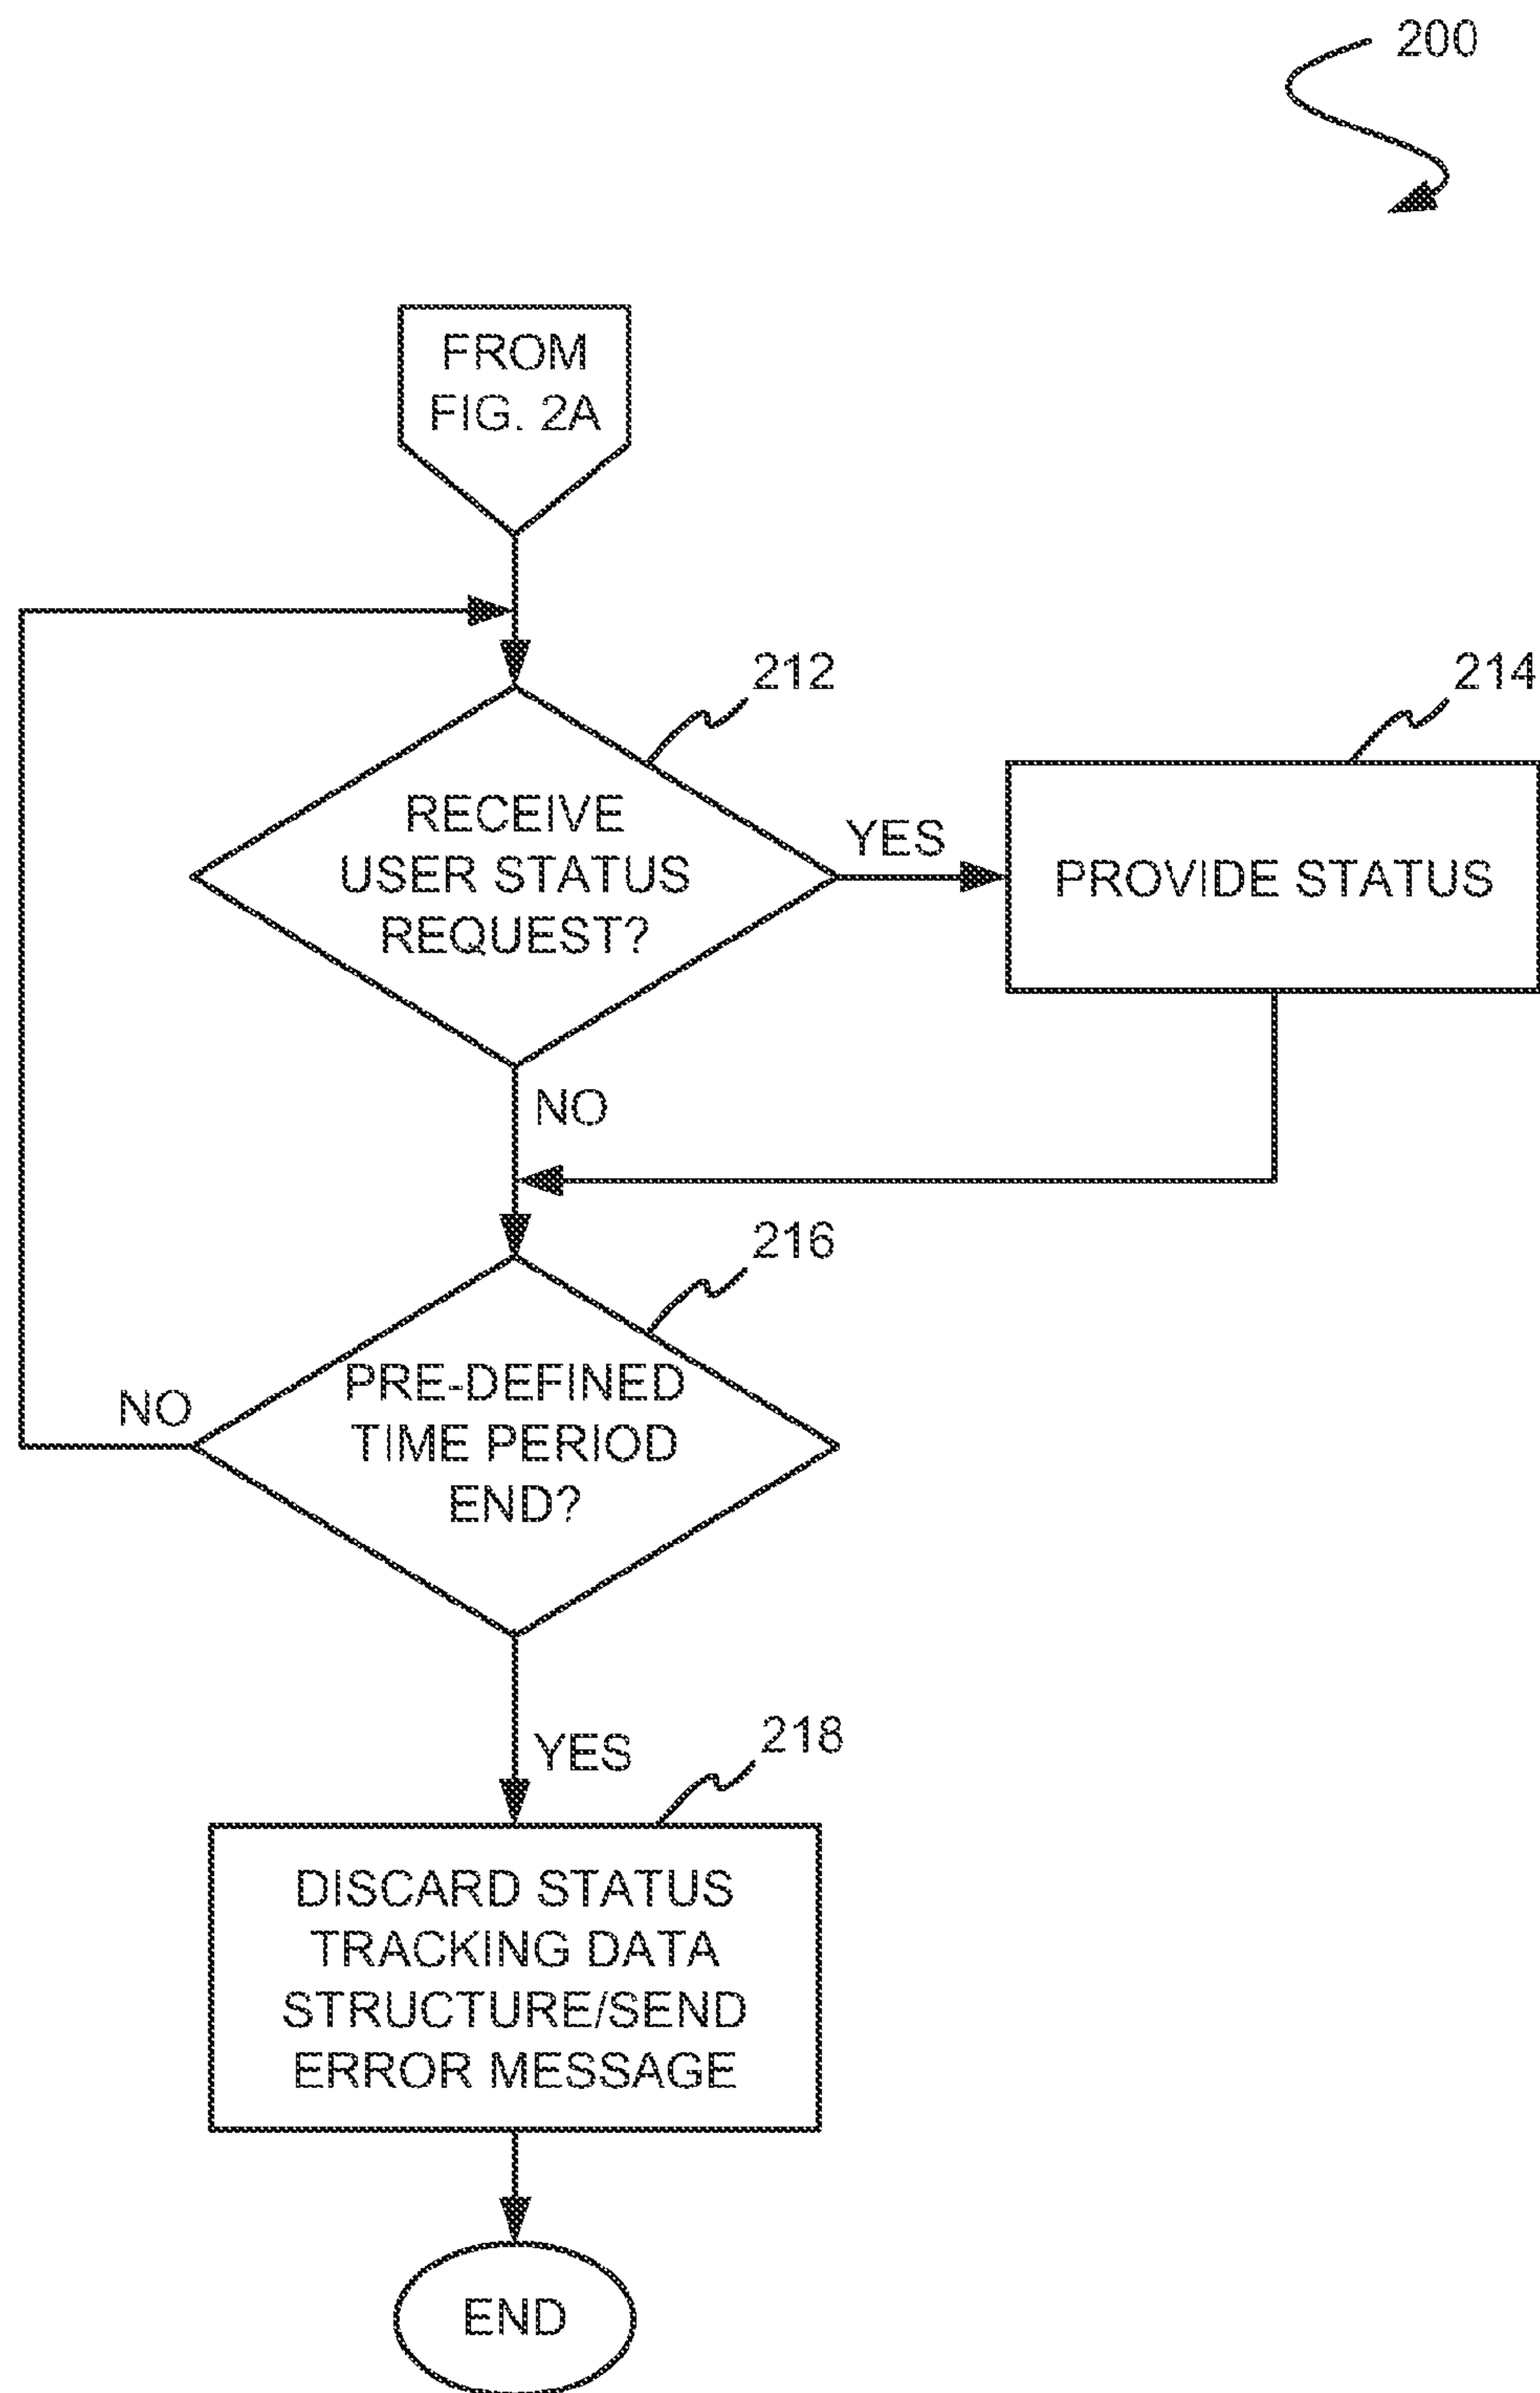 200
FROM
FIG. 2A
212
214
RECEIVE
USER STATUS
REQUEST?
YES
PROVIDE STATUS
NO
216
PRE-DEFINED
TIME PERIOD
END?
NO
YES
218
DISCARD STATUS
TRACKING DATA
STRUCTURE/SEND
ERROR MESSAGE
END